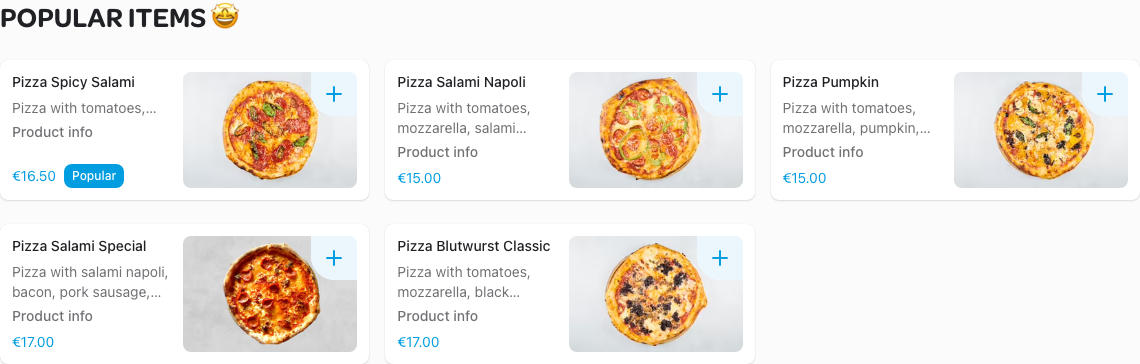 POPULAR ITEMS 🤩
Pizza Spicy Salami
Pizza with tomatoes,...
Product info
€16.50 Popular
Pizza Salami Napoli
Pizza with tomatoes,
mozzarella, salami...
Product info
€15.00
Pizza Pumpkin
Pizza with tomatoes,
mozzarella, pumpkin,...
Product info
€15.00
Pizza Salami Special
Pizza with salami napoli,
bacon, pork sausage,...
Product info
€17.00
Pizza Blutwurst Classic
Pizza with tomatoes,
mozzarella, black...
Product info
€17.00